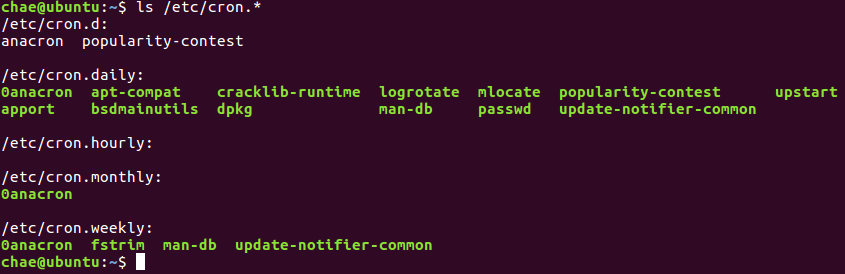 chae@ubuntu:~$ ls /etc/cron.*
/etc/cron.d:
anacron  popularity-contest

/etc/cron.daily:
0anacron  apt-compat    cracklib-runtime  logrotate  mlocate  popularity-contest      upstart
apport    bsdmainutils  dpkg              man-db     passwd   update-notifier-common

/etc/cron.hourly:

/etc/cron.monthly:
0anacron

/etc/cron.weekly:
0anacron  fstrim  man-db  update-notifier-common
chae@ubuntu:~$